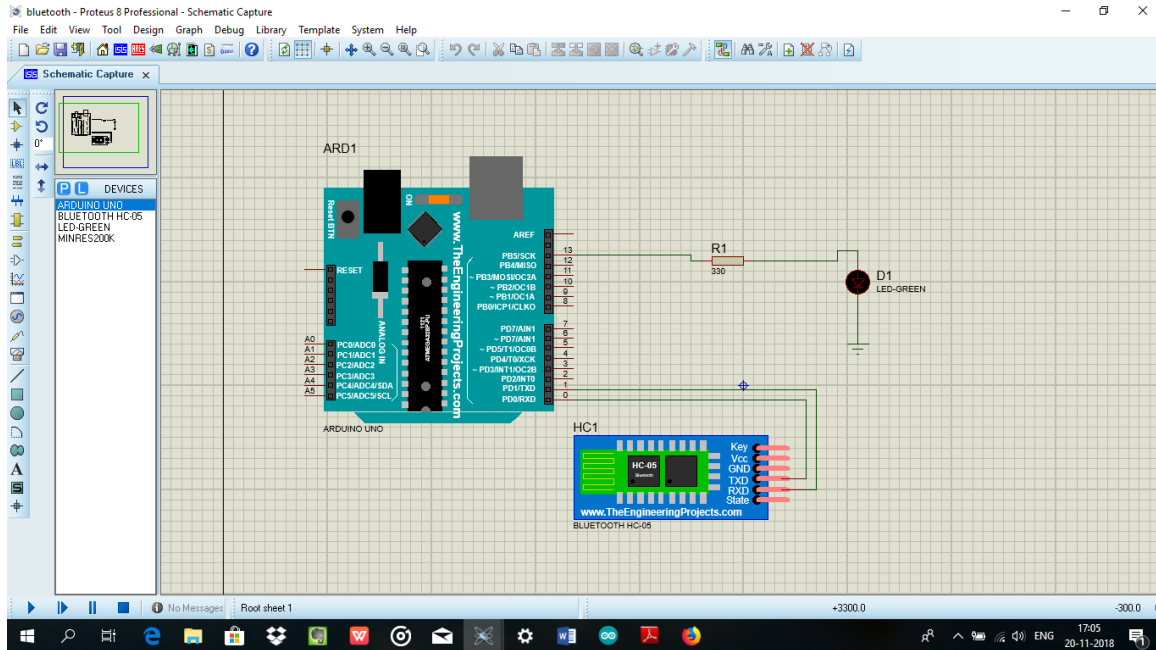 bluetooth - Proteus 8 Professional - Schematic Capture
File Edit View Tool Design Graph Debug Library Template System Help
Schematic Capture
0°
P L DEVICES
ARDUINO UNO
BLUETOOTH HC-05
LED-GREEN
MINRES200K
ARD1
Reset BTN
ON
www.TheEngineeringProjects.com
RESET
ANALOG IN
AREF
PB5/SCK 13
PB4/MISO 12
~ PB3/MOSI/OC2A 11
~ PB2/OC1B 10
~ PB1/OC1A 9
PB0/ICP1/CLKO 8
PD7/AIN1 7
~ PD7/AIN1 6
~ PD5/T1/OC0B 5
PD4/T0/XCK 4
~ PD3/INT1/OC2B 3
PD2/INT0 2
PD1/TXD 1
PD0/RXD 0
A0 PC0/ADC0
A1 PC1/ADC1
A2 PC2/ADC2
A3 PC3/ADC3
A4 PC4/ADC4/SDA
A5 PC5/ADC5/SCL
ARDUINO UNO
R1
330
D1
LED-GREEN
HC1
HC-05
Bluetooth
Key
Vcc
GND
TXD
RXD
State
www.TheEngineeringProjects.com
BLUETOOTH HC-05
No Messages Root sheet 1 +3300.0 -300.0
ENG
17:05
20-11-2018